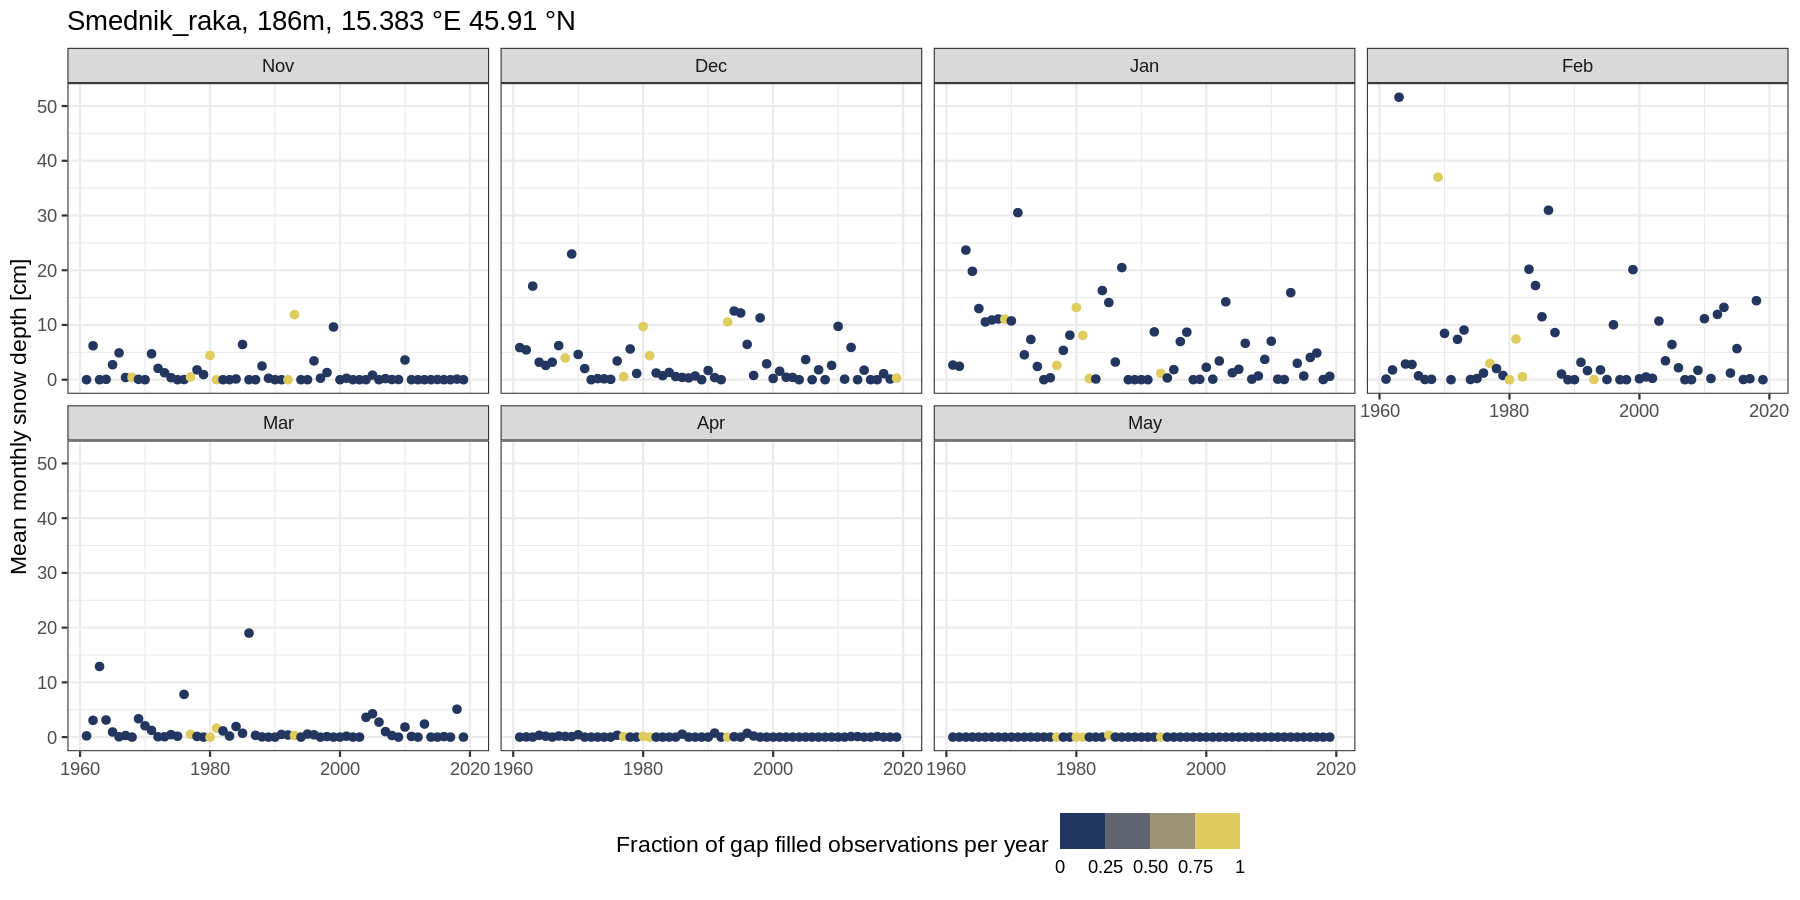 Smednik_raka, 186m, 15.383 °E 45.91 °N
Nov Dec Jan Feb
Mean monthly snow depth [cm]
50
40
30
20
10
0
1960 1980 2000 2020
Mar Apr May
50
40
30
20
10
0
1960 1980 2000 2020 1960 1980 2000 2020 1960 1980 2000 2020
Fraction of gap filled observations per year
0 0.25 0.50 0.75 1